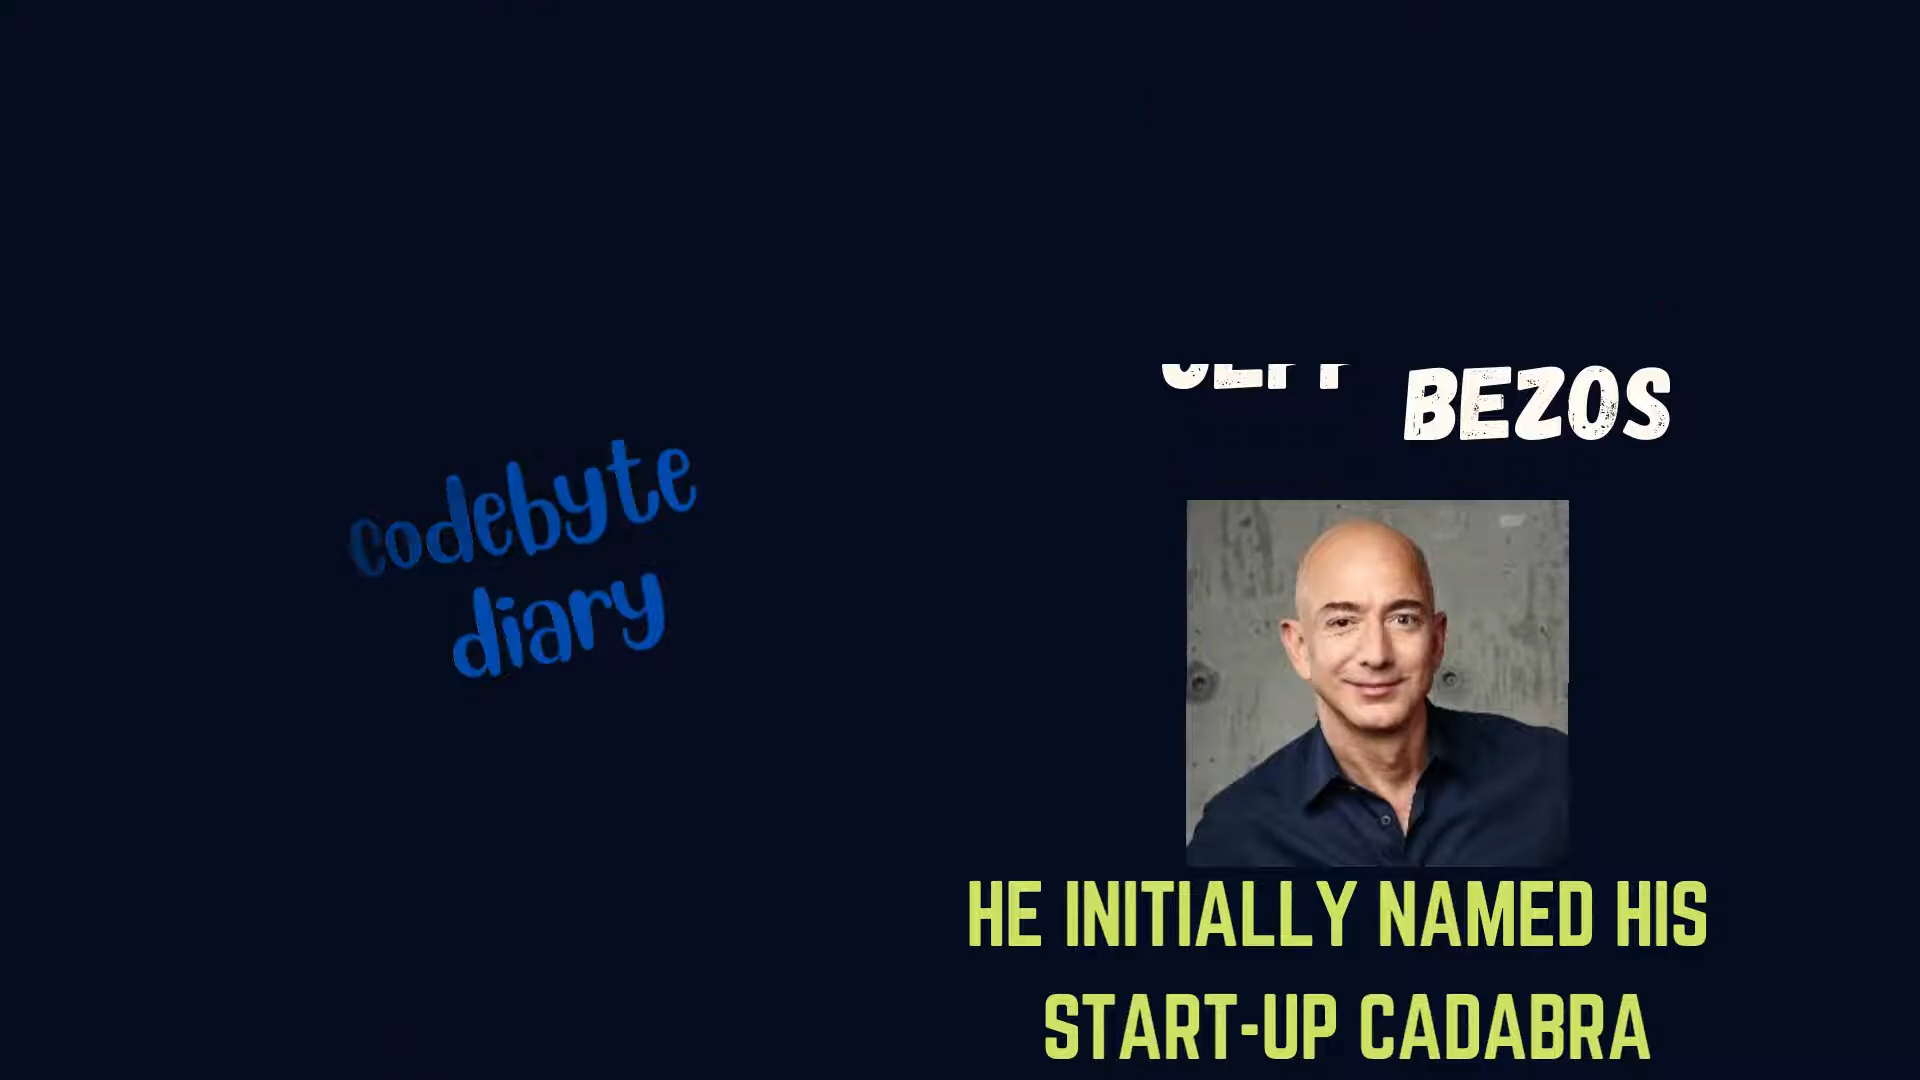 codebyte
diary
BEZOS
HE INITIALLY NAMED HIS
START-UP CADABRA